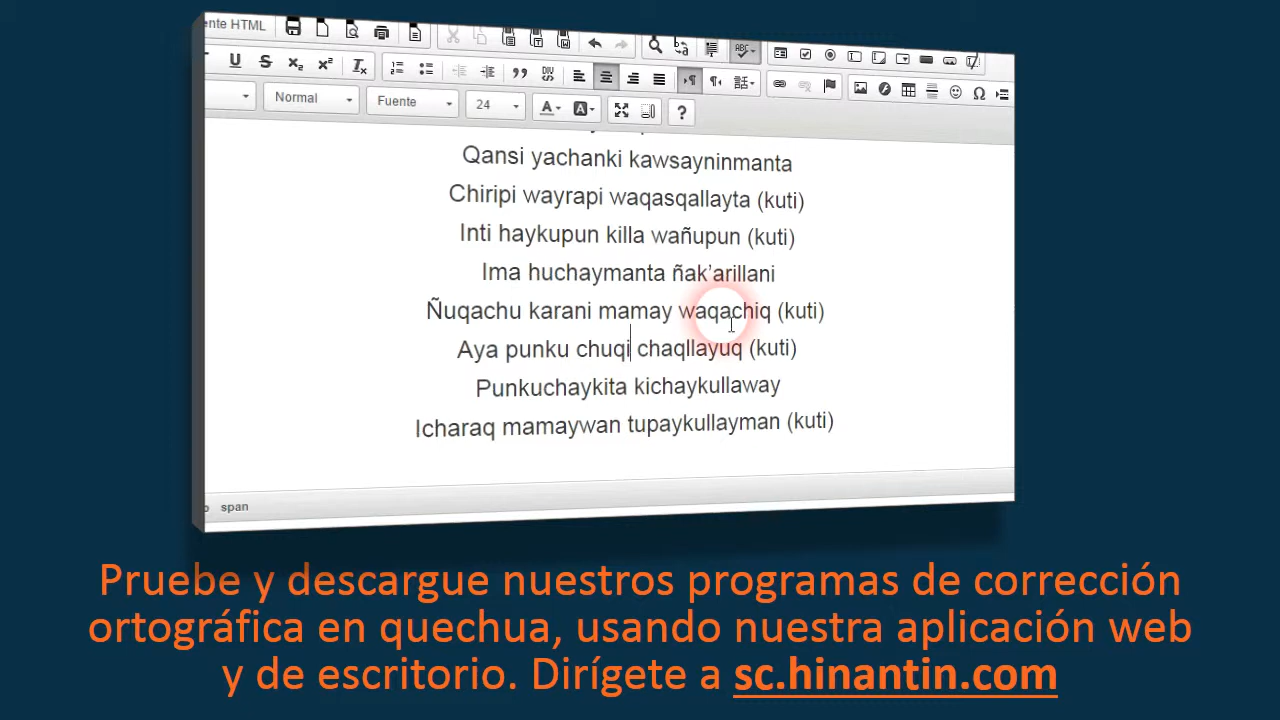 ente HTML
Normal Fuente 24
Qansi yachanki kawsayninmanta
Chiripi wayrapi waqasqallayta (kuti)
Inti haykupun killa wañupun (kuti)
Ima huchaymanta ñak’arillani
Ñuqachu karani mamay waqachiq (kuti)
Aya punku chuqi chaqllayuq (kuti)
Punkuchaykita kichaykullaway
Icharaq mamaywan tupaykullayman (kuti)
span
Pruebe y descargue nuestros programas de corrección
ortográfica en quechua, usando nuestra aplicación web
y de escritorio. Dirígete a sc.hinantin.com